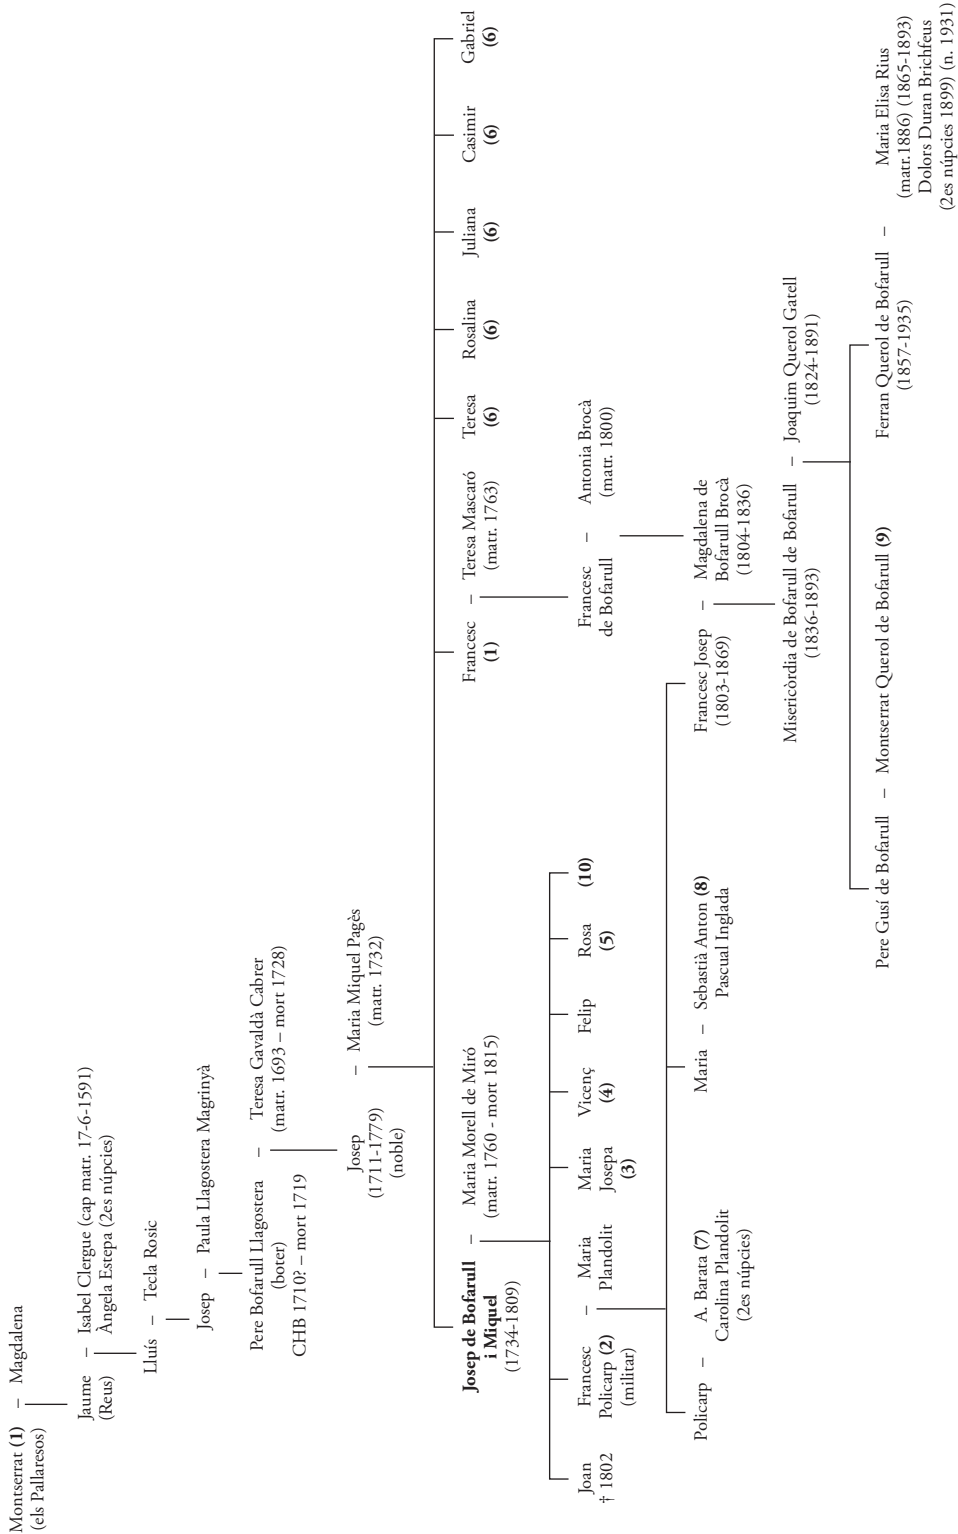 Montserrat (1) – Magdalena
(els Pallaresos)
Jaume – Isabel Clergue (cap matr. 17-6-1591)
(Reus) Àngela Estepa (2es núpcies)
Lluís – Tecla Rosic
Josep – Paula Llagostera Magrinyà
Pere Bofarull Llagostera – Teresa Gavaldà Cabrer
(boter) (matr. 1693 – mort 1728)
CHB 1710? – mort 1719
Josep – Maria Miquel Pagès
(1711-1779) (matr. 1732)
(noble)
Josep de Bofarull – Maria Morell de Miró
i Miquel (matr. 1760 - mort 1815)
(1734-1809)
Francesc – Teresa Mascaró
(1) (matr. 1763)
Teresa
(6)
Rosalina
(6)
Juliana
(6)
Casimir
(6)
Gabriel
(6)
Joan
† 1802
Francesc – Maria
Policarp (2) Plandolit
(militar)
Maria
Josepa
(3)
Vicenç
(4)
Felip
Rosa
(5)
(10)
Francesc – Antonia Brocà
de Bofarull (matr. 1800)
Policarp – A. Barata (7)
Carolina Plandolit
(2es núpcies)
Maria – Sebastià Anton (8)
Pascual Inglada
Francesc Josep – Magdalena de
(1803-1869) Bofarull Brocà
(1804-1836)
Misericòrdia de Bofarull de Bofarull – Joaquim Querol Gatell
(1836-1893) (1824-1891)
Pere Gusí de Bofarull – Montserrat Querol de Bofarull (9)
Ferran Querol de Bofarull – Maria Elisa Rius
(1857-1935) (matr.1886) (1865-1893)
Dolors Duran Brichfeus
(2es núpcies 1899) (n. 1931)